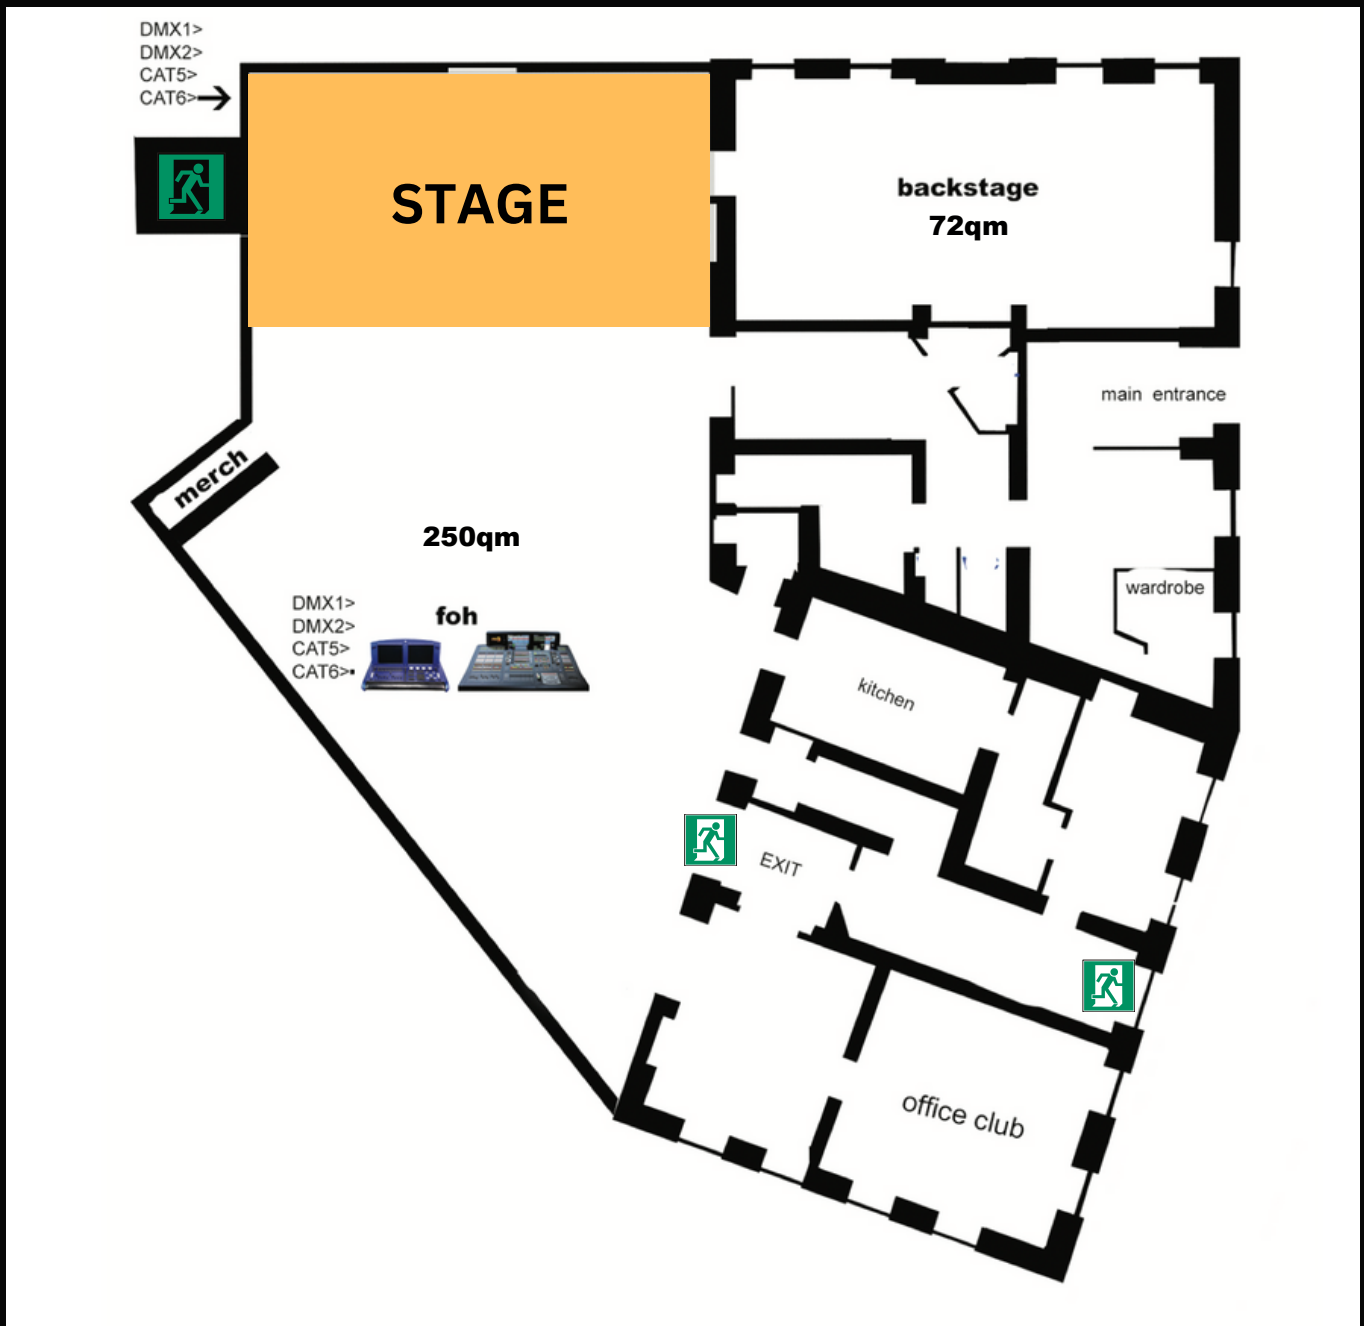 DMX1>
DMX2>
CAT5>
CAT6>
STAGE
backstage
72qm
main entrance
merch
250qm
wardrobe
DMX1>
DMX2>
CAT5>
CAT6>
foh
kitchen
EXIT
office club